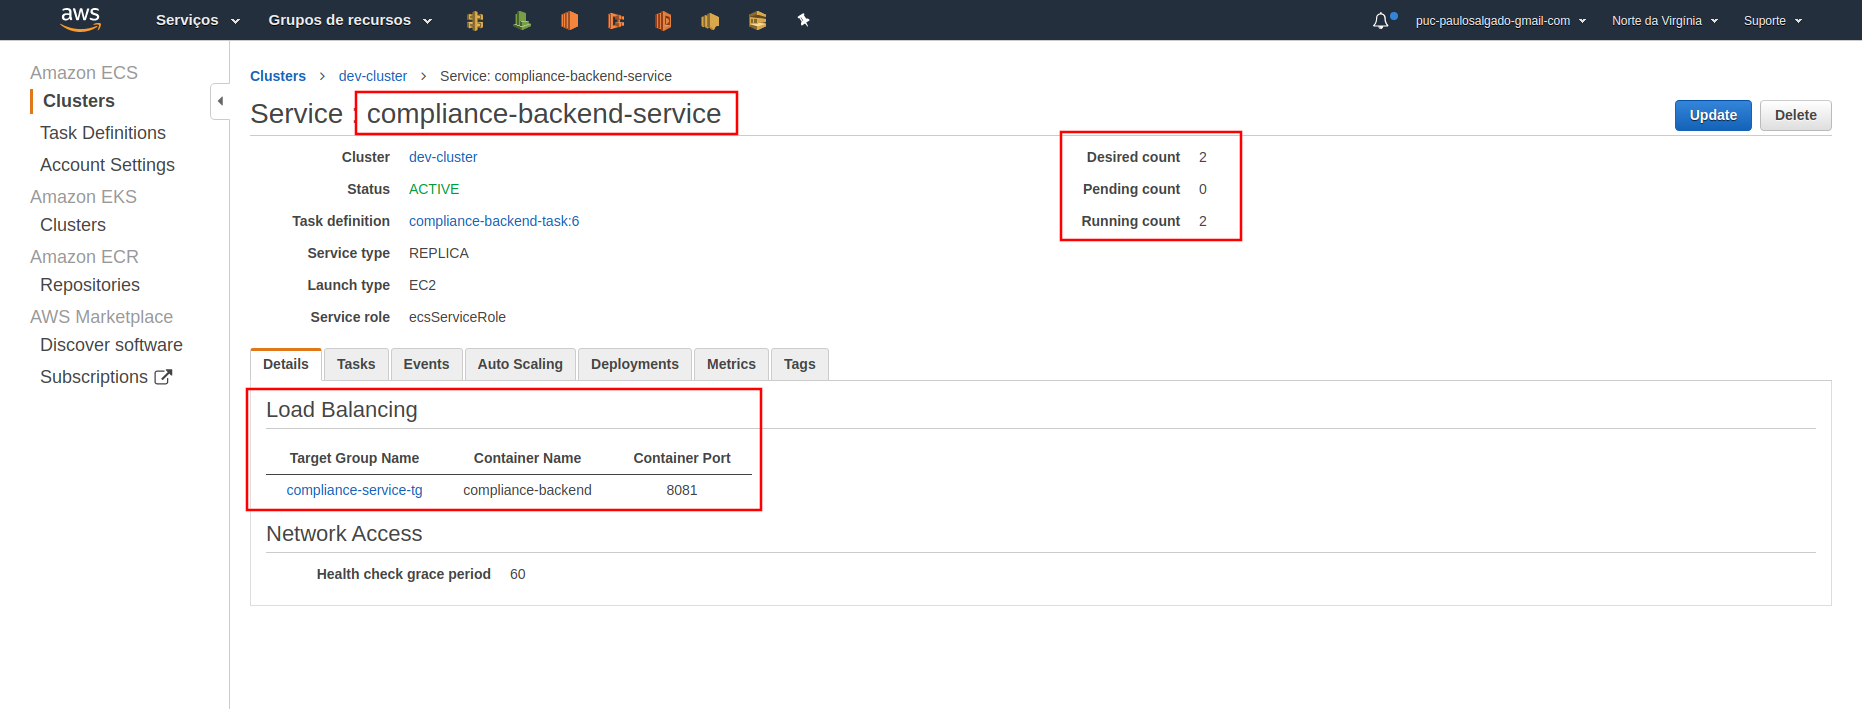 aws Serviços Grupos de recursos puc-paulosalgado-gmail-com Norte da Virgínia Suporte
Amazon ECS
Clusters
Task Definitions
Account Settings
Amazon EKS
Clusters
Amazon ECR
Repositories
AWS Marketplace
Discover software
Subscriptions
Clusters > dev-cluster > Service: compliance-backend-service
Service : compliance-backend-service
Update Delete
Cluster dev-cluster
Status ACTIVE
Task definition compliance-backend-task:6
Service type REPLICA
Launch type EC2
Service role ecsServiceRole
Desired count 2
Pending count 0
Running count 2
Details Tasks Events Auto Scaling Deployments Metrics Tags
Load Balancing
Target Group Name Container Name Container Port
compliance-service-tg compliance-backend 8081
Network Access
Health check grace period 60